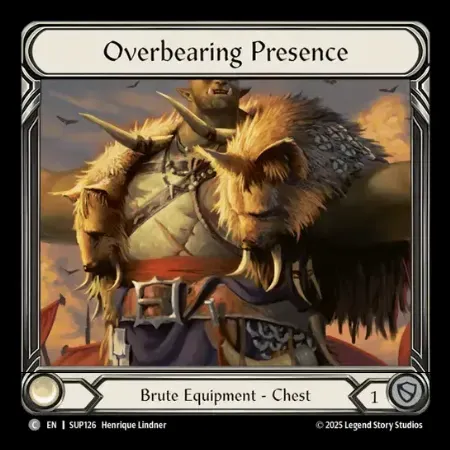 Overbearing Presence
Brute Equipment - Chest
1
C EN | SUP126 Henrique Lindner
© 2025 Legend Story Studios